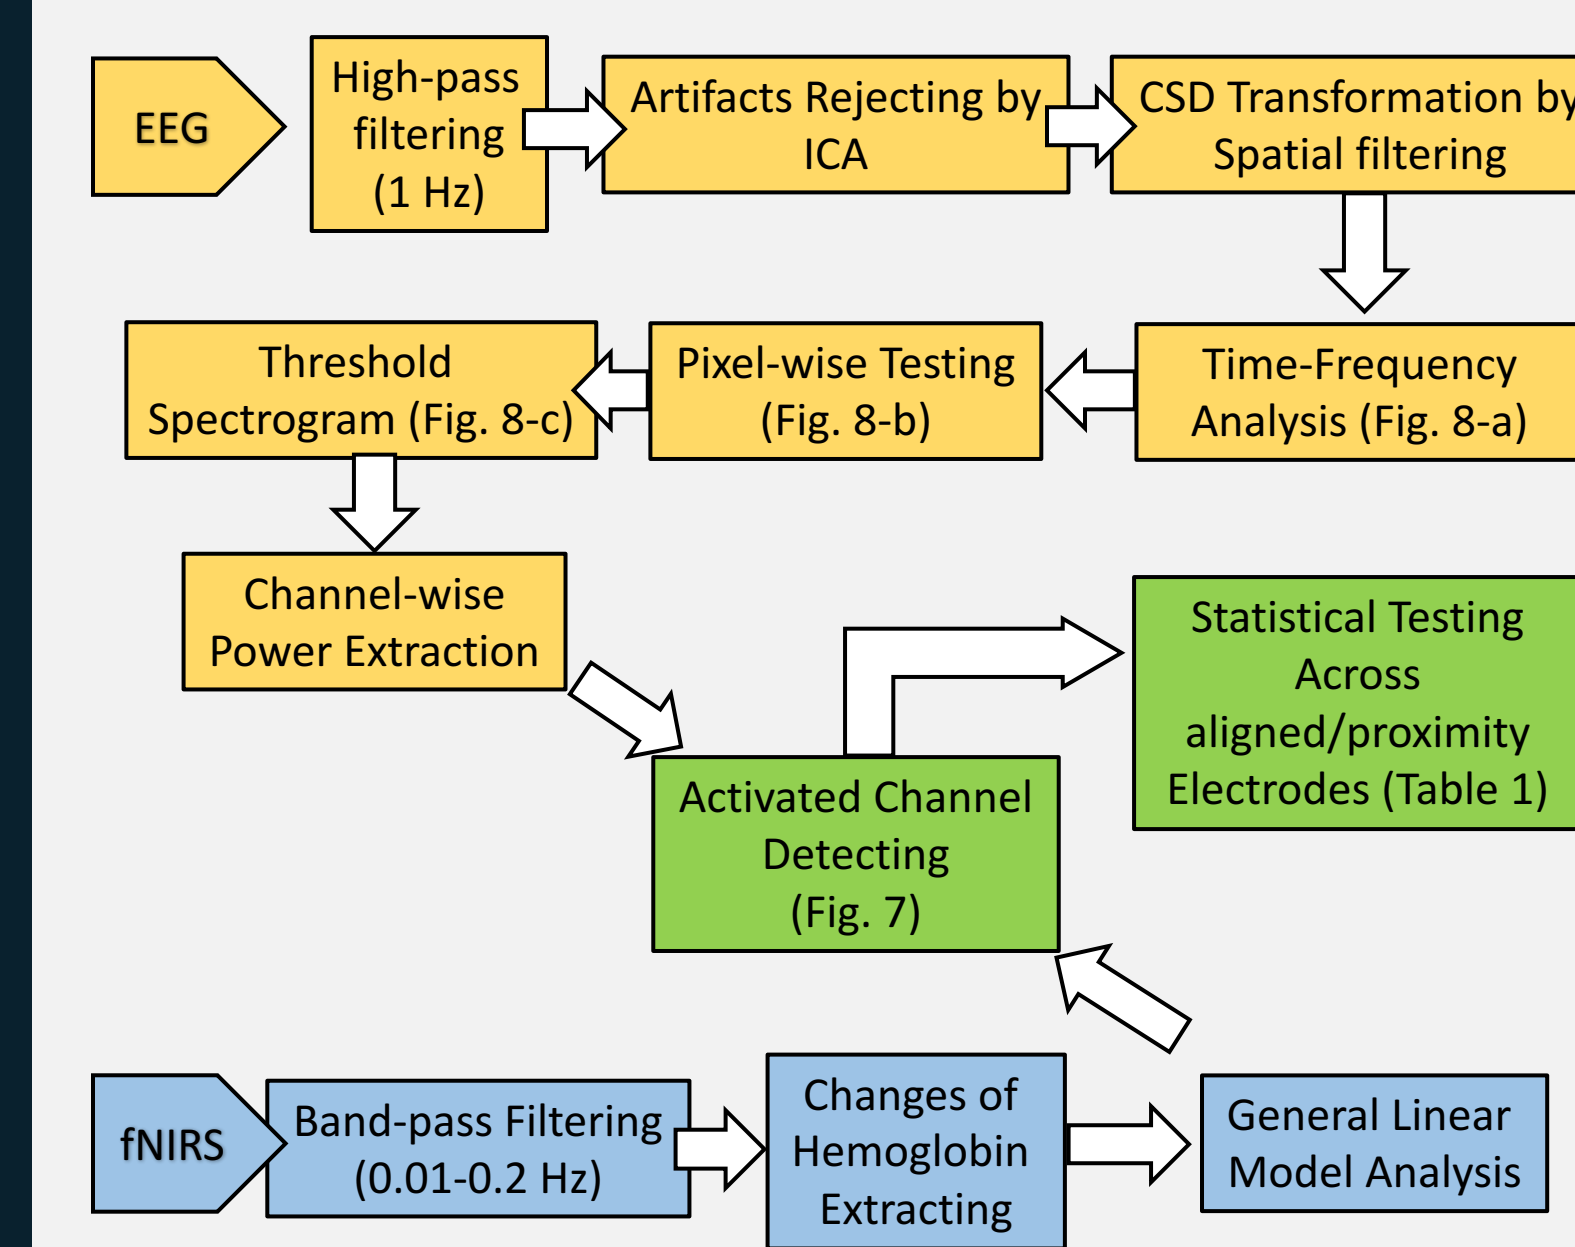 EEG
High-pass
filtering
(1 Hz)
Artifacts Rejecting by
ICA
CSD Transformation by
Spatial filtering
Threshold
Spectrogram (Fig. 8-c)
Pixel-wise Testing
(Fig. 8-b)
Time-Frequency
Analysis (Fig. 8-a)
Channel-wise
Power Extraction
Statistical Testing
Across
aligned/proximity
Electrodes (Table 1)
Activated Channel
Detecting
(Fig. 7)
fNIRS
Band-pass Filtering
(0.01-0.2 Hz)
Changes of
Hemoglobin
Extracting
General Linear
Model Analysis